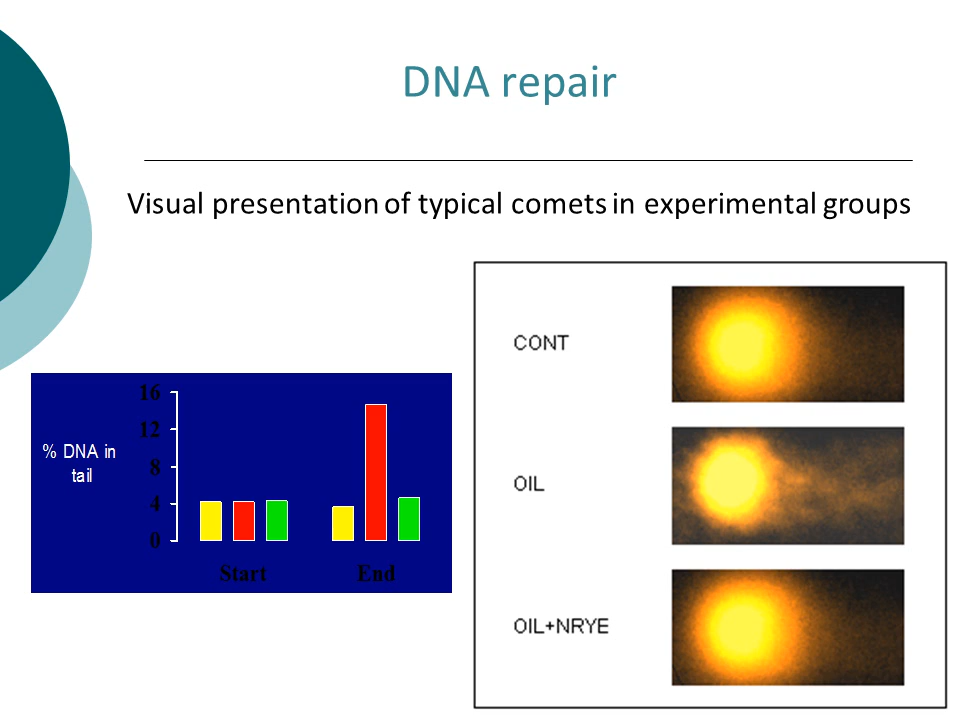 DNA repair
Visual presentation of typical comets in experimental groups
% DNA in
tail
16
12
8
4
0
Start
End
CONT
OIL
OIL+NRYE